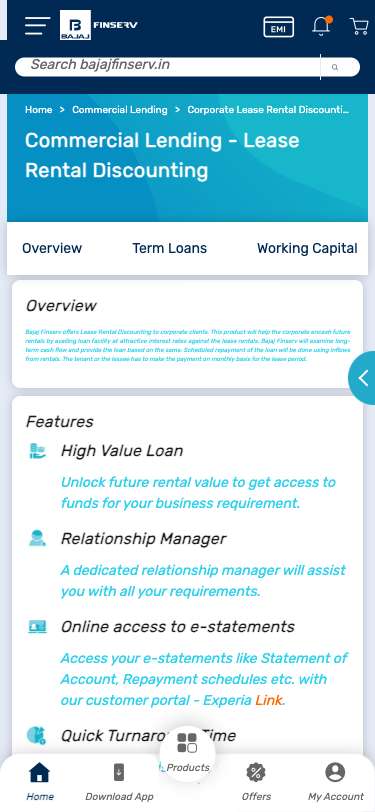 BAJAJ
FINSERV
EMI
Search bajajfinserv.in
Home > Commercial Lending > Corporate Lease Rental Discounti...
Commercial Lending - Lease
Rental Discounting
Overview
Term Loans
Working Capital
Overview
Bajaj Finserv offers Lease Rental Discounting to corporate clients. This product will help the corporate encash future
rentals by availing loan facility at attractive interest rates against the lease rentals. Bajaj Finserv will examine long-
term cash flow and provide the loan based on the same. Scheduled repayment of the loan will be done using inflows
from rentals. The tenant or the lessee has to make the payment on monthly basis for the lease period.
Features
High Value Loan
Unlock future rental value to get access to
funds for your business requirement.
Relationship Manager
A dedicated relationship manager will assist
you with all your requirements.
Online access to e-statements
Access your e-statements like Statement of
Account, Repayment schedules etc. with
our customer portal - Experia Link.
Quick Time
Home
Download App
Products
Offers
My Account